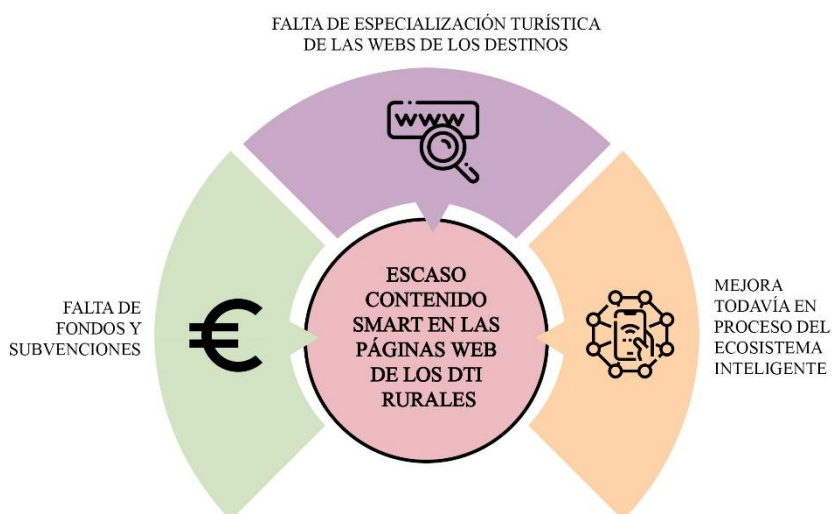 FALTA DE ESPECIALIZACIÓN TURÍSTICA
DE LAS WEBS DE LOS DESTINOS
WWW
FALTA DE
FONDOS Y
SUBVENCIONES
€
ESCASO
CONTENIDO
SMART EN LAS
PÁGINAS WEB
DE LOS DTI
RURALES
MEJORA
TODAVÍA EN
PROCESO DEL
ECOSISTEMA
INTELIGENTE